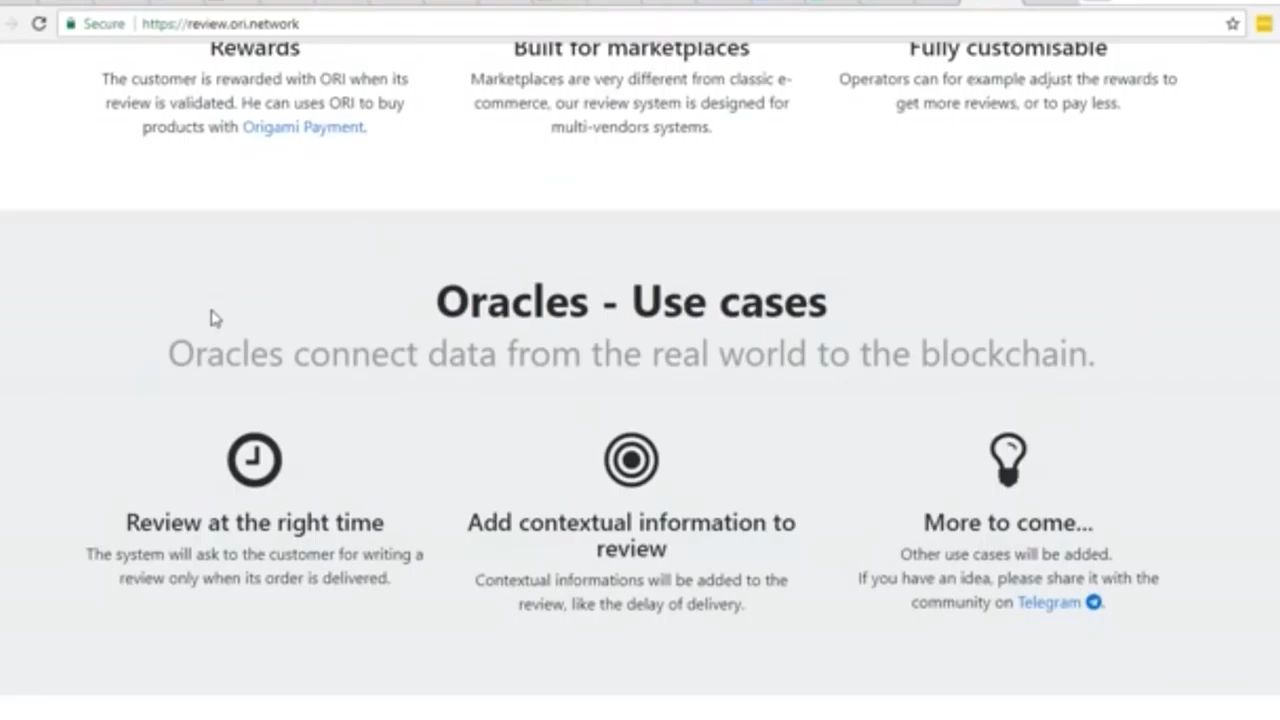 Secure https://review.ori.network
Rewards
The customer is rewarded with ORI when its
review is validated. He can uses ORI to buy
products with Origami Payment.
Built for marketplaces
Marketplaces are very different from classic e-
commerce, our review system is designed for
multi-vendors systems.
Fully customisable
Operators can for example adjust the rewards to
get more reviews, or to pay less.
Oracles - Use cases
Oracles connect data from the real world to the blockchain.
Review at the right time
The system will ask to the customer for writing a
review only when its order is delivered.
Add contextual information to
review
Contextual informations will be added to the
review, like the delay of delivery.
More to come...
Other use cases will be added.
If you have an idea, please share it with the
community on Telegram.